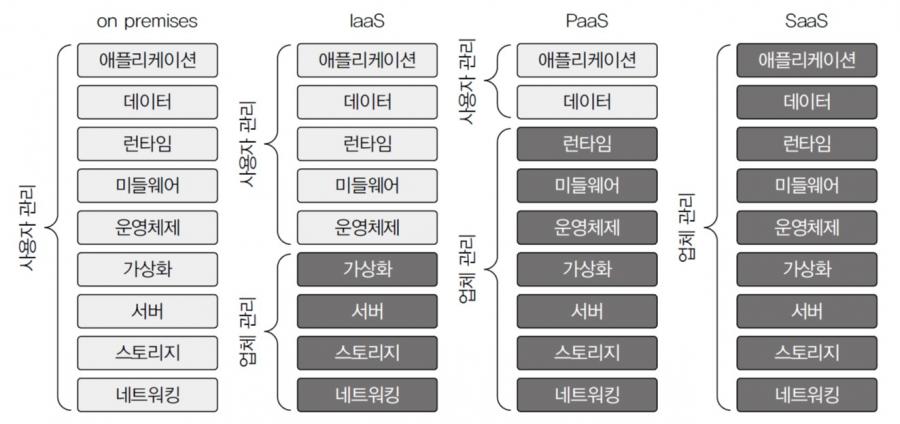 on premises
사용자 관리
애플리케이션
데이터
런타임
미들웨어
운영체제
가상화
서버
스토리지
네트워킹
IaaS
사용자 관리
애플리케이션
데이터
런타임
미들웨어
운영체제
업체 관리
가상화
서버
스토리지
네트워킹
PaaS
사용자 관리
애플리케이션
데이터
업체 관리
런타임
미들웨어
운영체제
가상화
서버
스토리지
네트워킹
SaaS
업체 관리
애플리케이션
데이터
런타임
미들웨어
운영체제
가상화
서버
스토리지
네트워킹